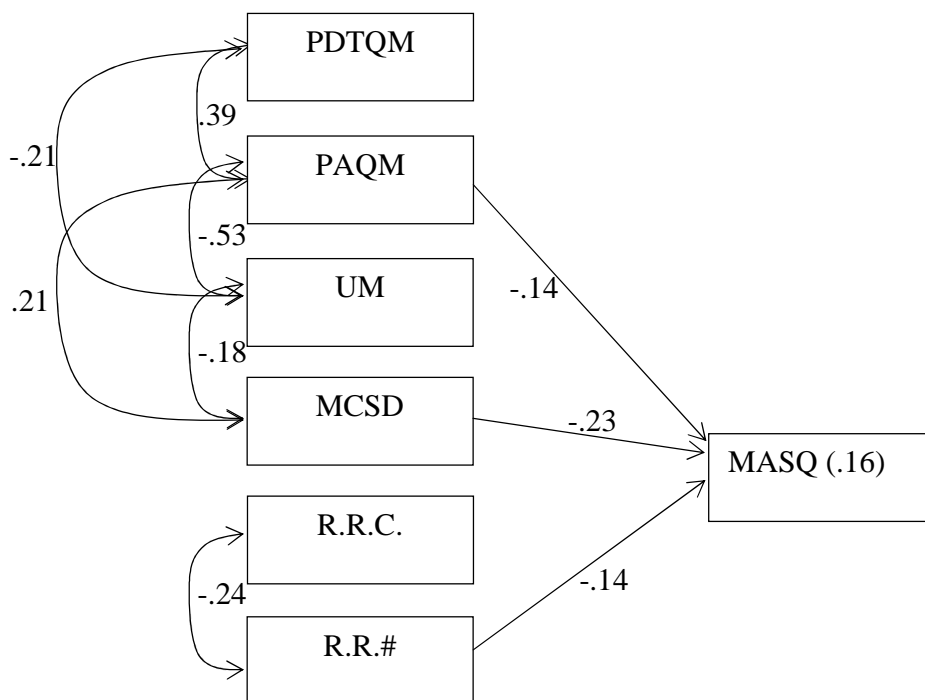 PDTQM
.39
-.21
PAQM
-.53
-.14
UM
.21
-.18
MCSD
-.23
MASQ (.16)
R.R.C.
-.24
-.14
R.R.#